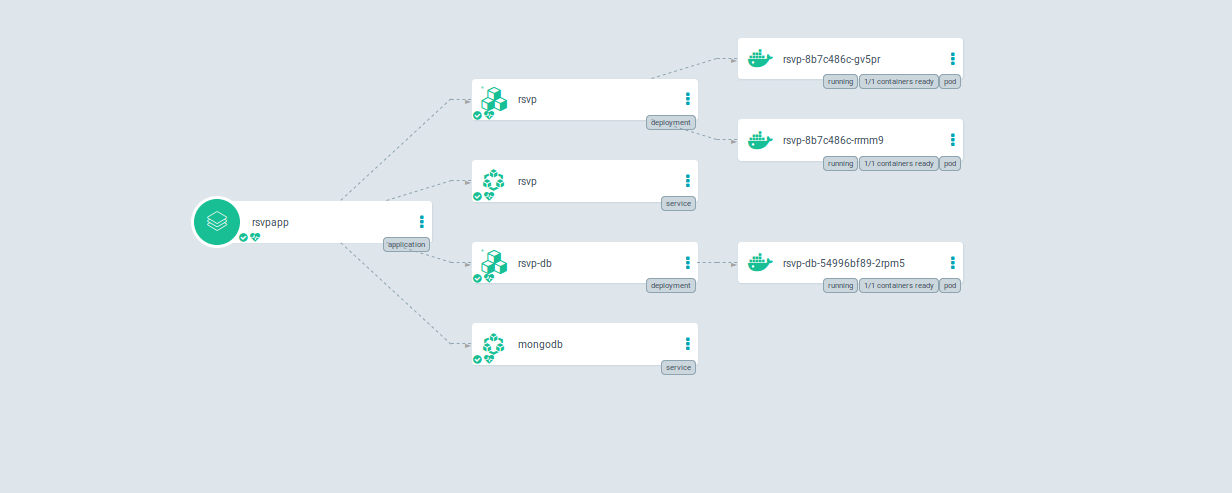 rsvpapp
application
rsvp
deployment
rsvp
service
rsvp-db
deployment
mongodb
service
rsvp-8b7c486c-gv5pr
running 1/1 containers ready pod
rsvp-8b7c486c-rrmm9
running 1/1 containers ready pod
rsvp-db-54996bf89-2rpm5
running 1/1 containers ready pod